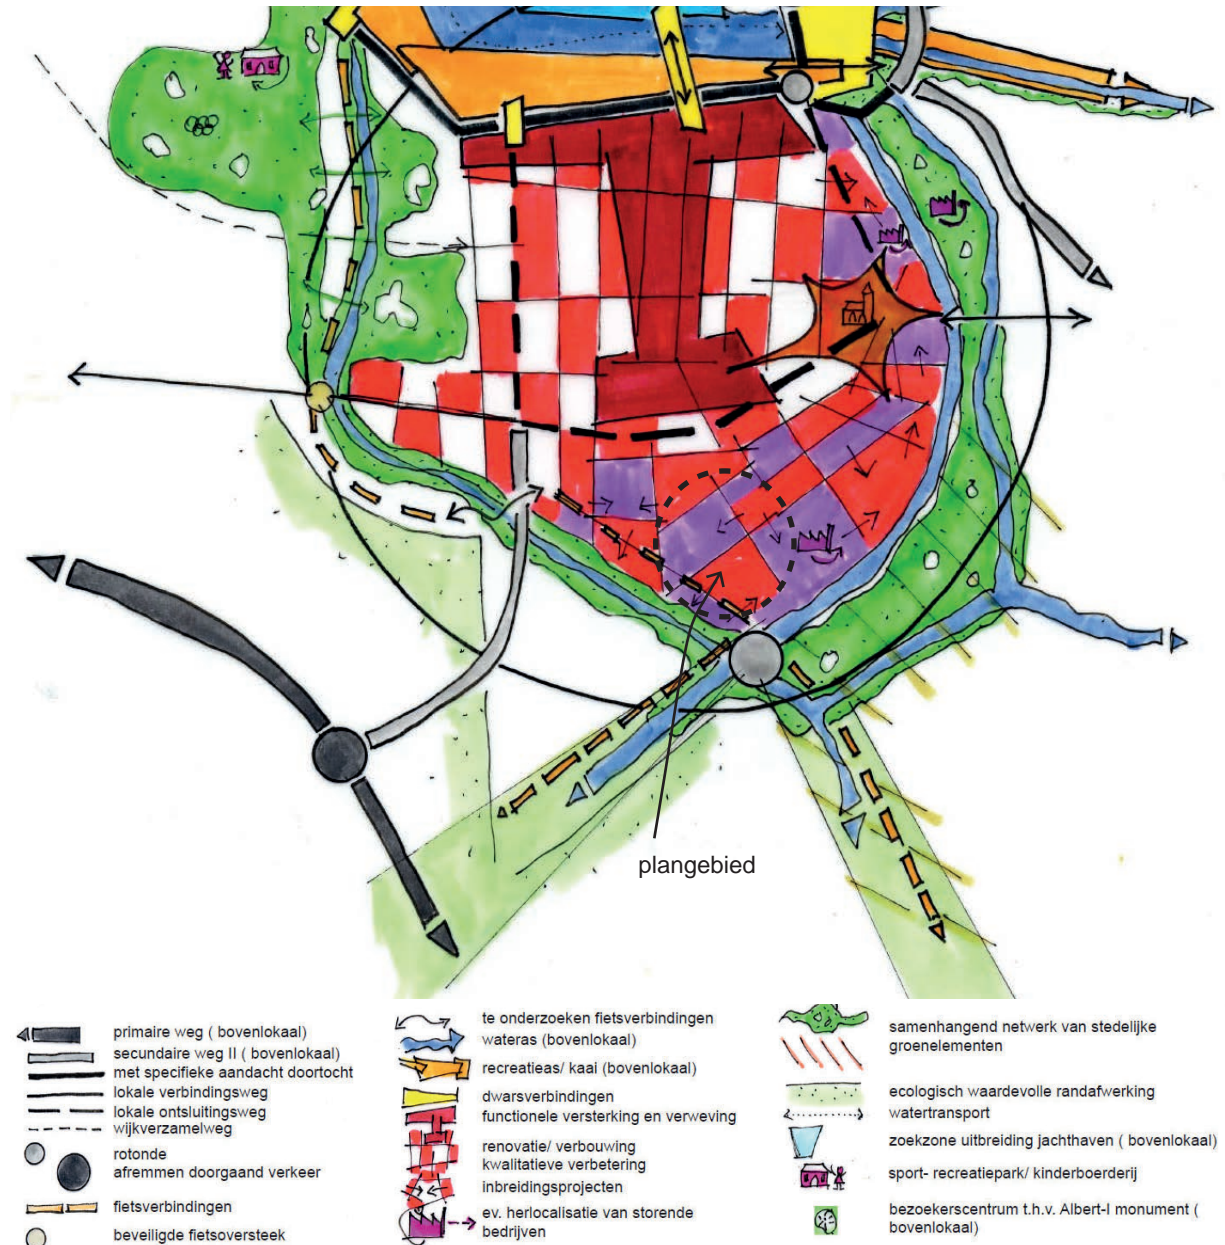 plangebied
primaire weg ( bovenlokaal)
secundaire weg II ( bovenlokaal)
met specifieke aandacht doortocht
lokale verbindingsweg
lokale ontsluitingsweg
wijkverzamelweg
rotonde
afremmen doorgaand verkeer
fietsverbindingen
beveiligde fietsoversteek
te onderzoeken fietsverbindingen
wateras (bovenlokaal)
recreatieas/ kaai (bovenlokaal)
dwarsverbindingen
functionele versterking en verweving
renovatie/ verbouwing
kwalitatieve verbetering
inbreidingsprojecten
ev. herlocalisatie van storende
bedrijven
samenhangend netwerk van stedelijke
groenelementen
ecologisch waardevolle randafwerking
watertransport
zoekzone uitbreiding jachthaven ( bovenlokaal)
sport- recreatiepark/ kinderboerderij
bezoekerscentrum t.h.v. Albert-I monument (
bovenlokaal)